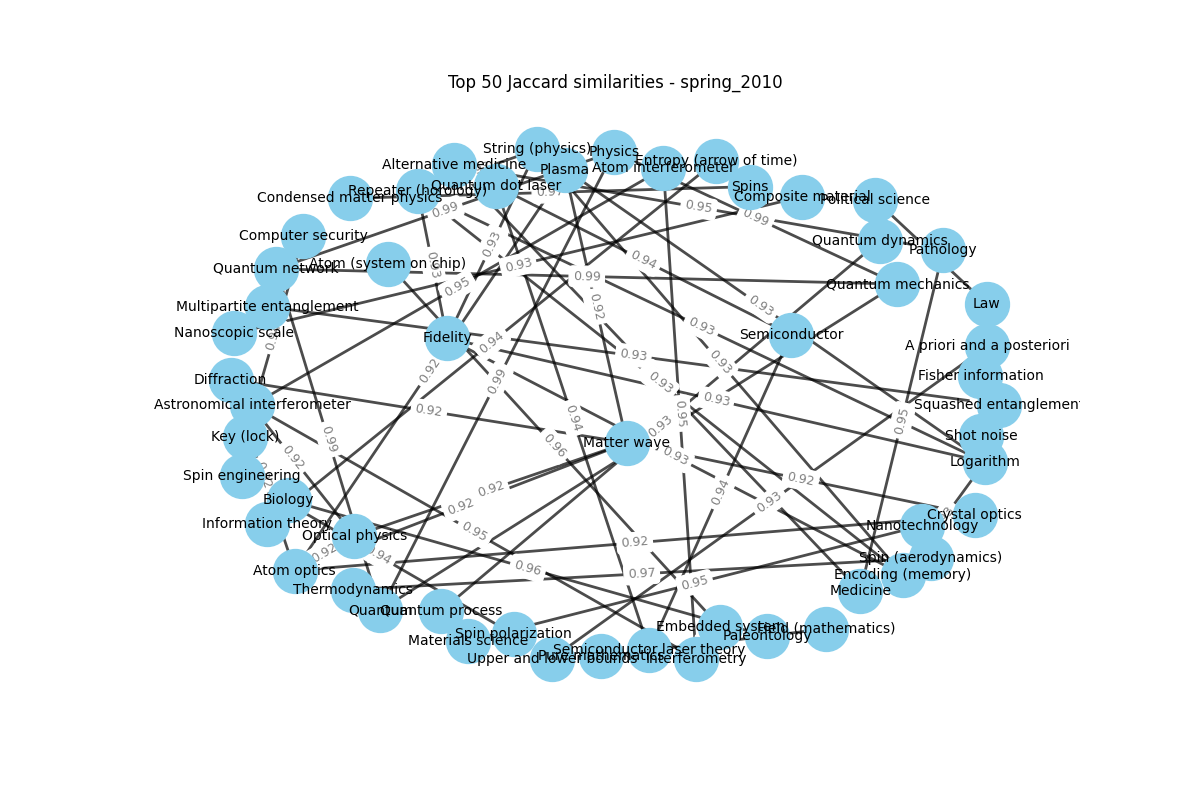 Top 50 Jaccard similarities - spring_2010
String (physics)
Physics
Alternative medicine
Plasma
Entropy (arrow of time)
Atom interferometer
Repeater (horology)
Quantum dot laser
Spins
Condensed matter physics
Composite material
Political science
0.97
0.99
0.95
0.99
Computer security
Quantum dynamics
Pathology
0.93
Quantum network
Atom (system on chip)
0.93
0.93
0.94
0.99
0.95
Quantum mechanics
Multipartite entanglement
0.92
0.93
Law
Nanoscopic scale
Fidelity
0.94
0.93
Semiconductor
A priori and a posteriori
0.93
0.93
Diffraction
0.92
0.99
0.93
Fisher information
Astronomical interferometer
0.92
0.94
0.95
0.93
0.95
Squashed entanglemen
Key (lock)
0.99
0.96
0.93
Matter wave
Shot noise
0.92
0.93
Logarithm
Spin engineering
0.92
0.94
0.92
Biology
0.92
0.93
Information theory
Optical physics
0.95
Nanotechnology
Crystal optics
0.92
0.94
0.92
Atom optics
0.96
0.97
0.95
Spin (aerodynamics)
Thermodynamics
Encoding (memory)
Quantum
Quantum process
Medicine
Materials science
Spin polarization
Embedded system
Field (mathematics)
Paleontology
Upper and lower bounds
Pure mathematics
Semiconductor laser theory
Interferometry